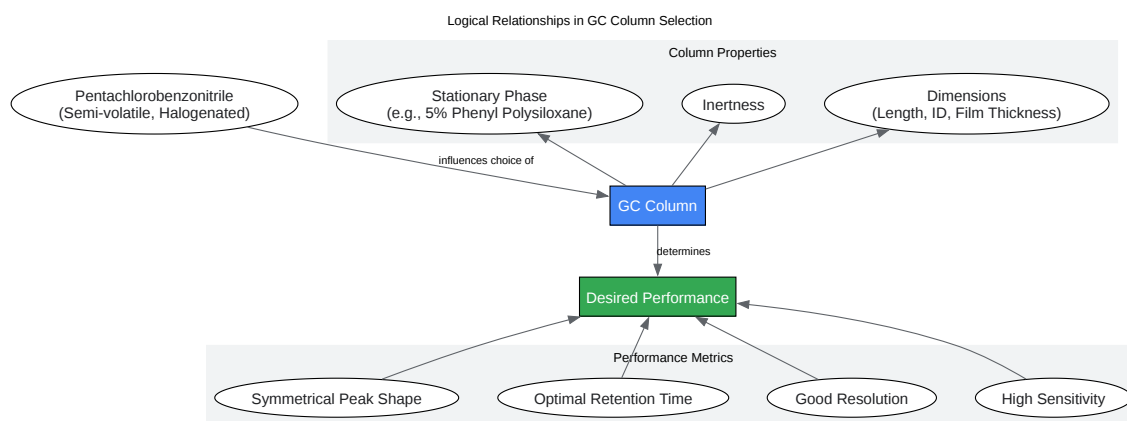 Logical Relationships in GC Column Selection
Column Properties
Pentachlorobenzonitrile
(Semi-volatile, Halogenated)
Stationary Phase
(e.g., 5% Phenyl Polysiloxane)
Inertness
Dimensions
(Length, ID, Film Thickness)
influences choice of
GC Column
determines
Desired Performance
Performance Metrics
Symmetrical Peak Shape
Optimal Retention Time
Good Resolution
High Sensitivity